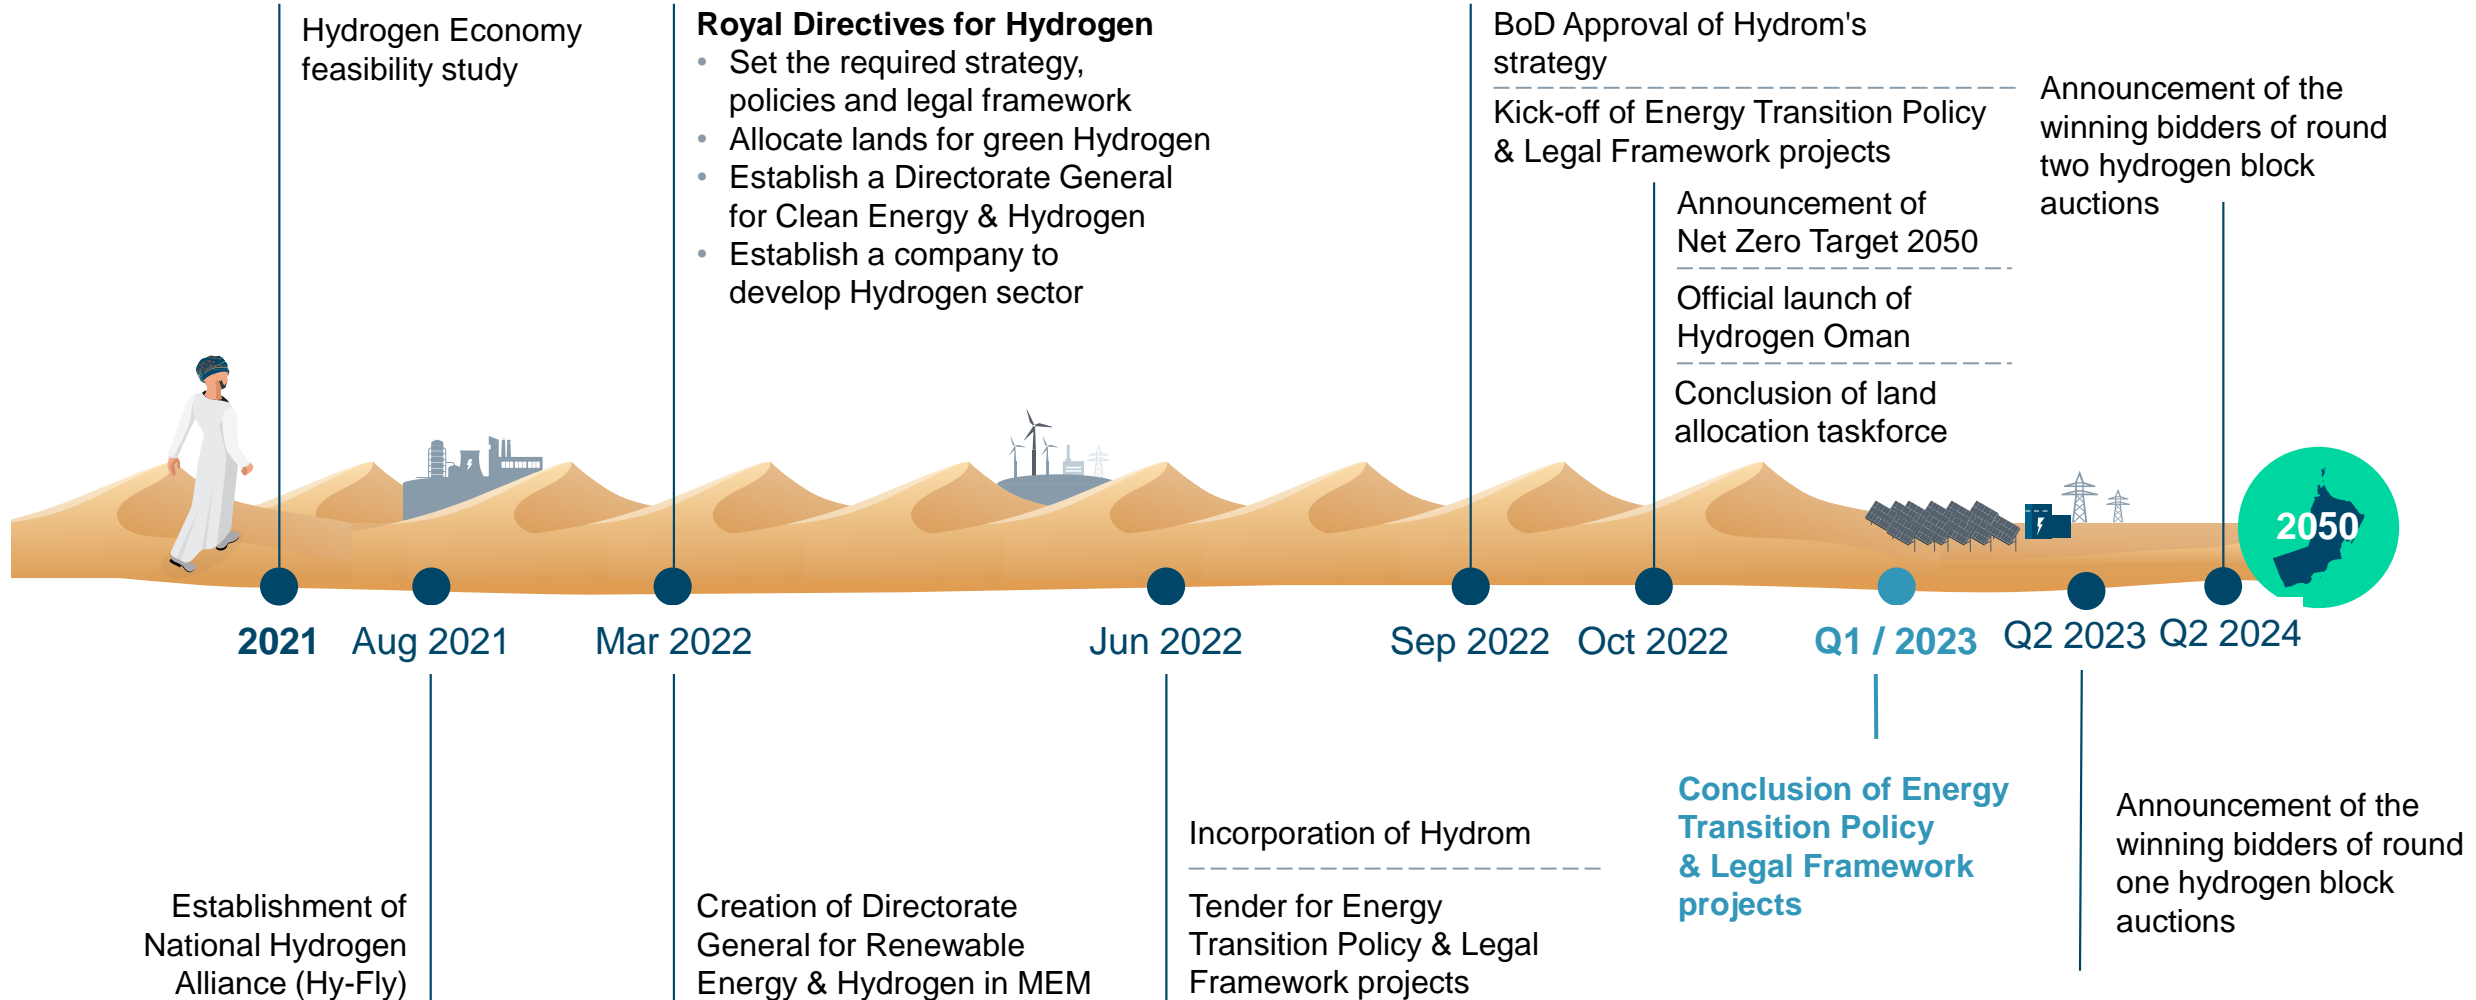 Hydrogen Economy
feasibility study
Royal Directives for Hydrogen
• Set the required strategy,
policies and legal framework
• Allocate lands for green Hydrogen
• Establish a Directorate General
for Clean Energy & Hydrogen
• Establish a company to
develop Hydrogen sector
BoD Approval of Hydrom's
strategy
Kick-off of Energy Transition Policy
& Legal Framework projects
Announcement of
Net Zero Target 2050
Official launch of
Hydrogen Oman
Conclusion of land
allocation taskforce
Announcement of the
winning bidders of round
two hydrogen block
auctions
2050
2021 Aug 2021 Mar 2022 Jun 2022 Sep 2022 Oct 2022 Q1 / 2023 Q2 2023 Q2 2024
Establishment of
National Hydrogen
Alliance (Hy-Fly)
Creation of Directorate
General for Renewable
Energy & Hydrogen in MEM
Incorporation of Hydrom
Tender for Energy
Transition Policy & Legal
Framework projects
Conclusion of Energy
Transition Policy
& Legal Framework
projects
Announcement of the
winning bidders of round
one hydrogen block
auctions